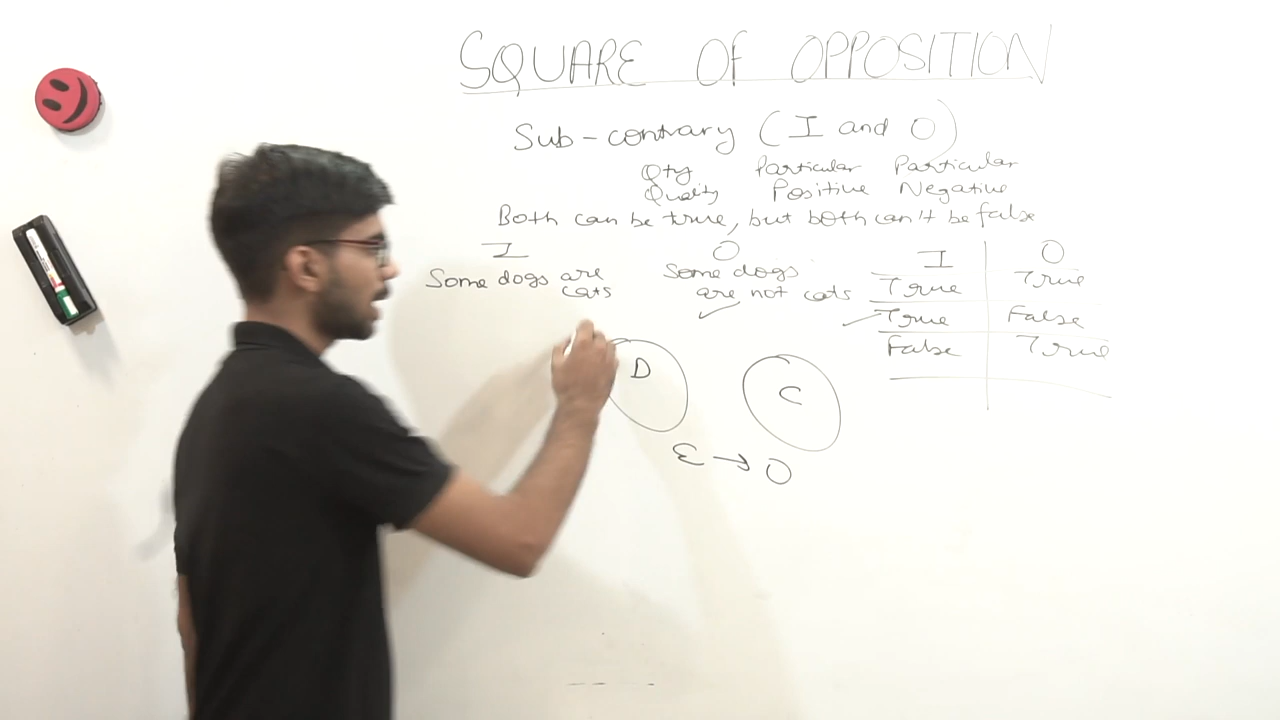 SQUARE OF OPPOSITION
Sub-contrary (I and O)
Qty Particular Particular
Quality Positive Negative
Both can be true, but both can't be false
I O
Some dogs are cats
Some dogs are not cats
I O
True True
True False
False True
D C
E → O